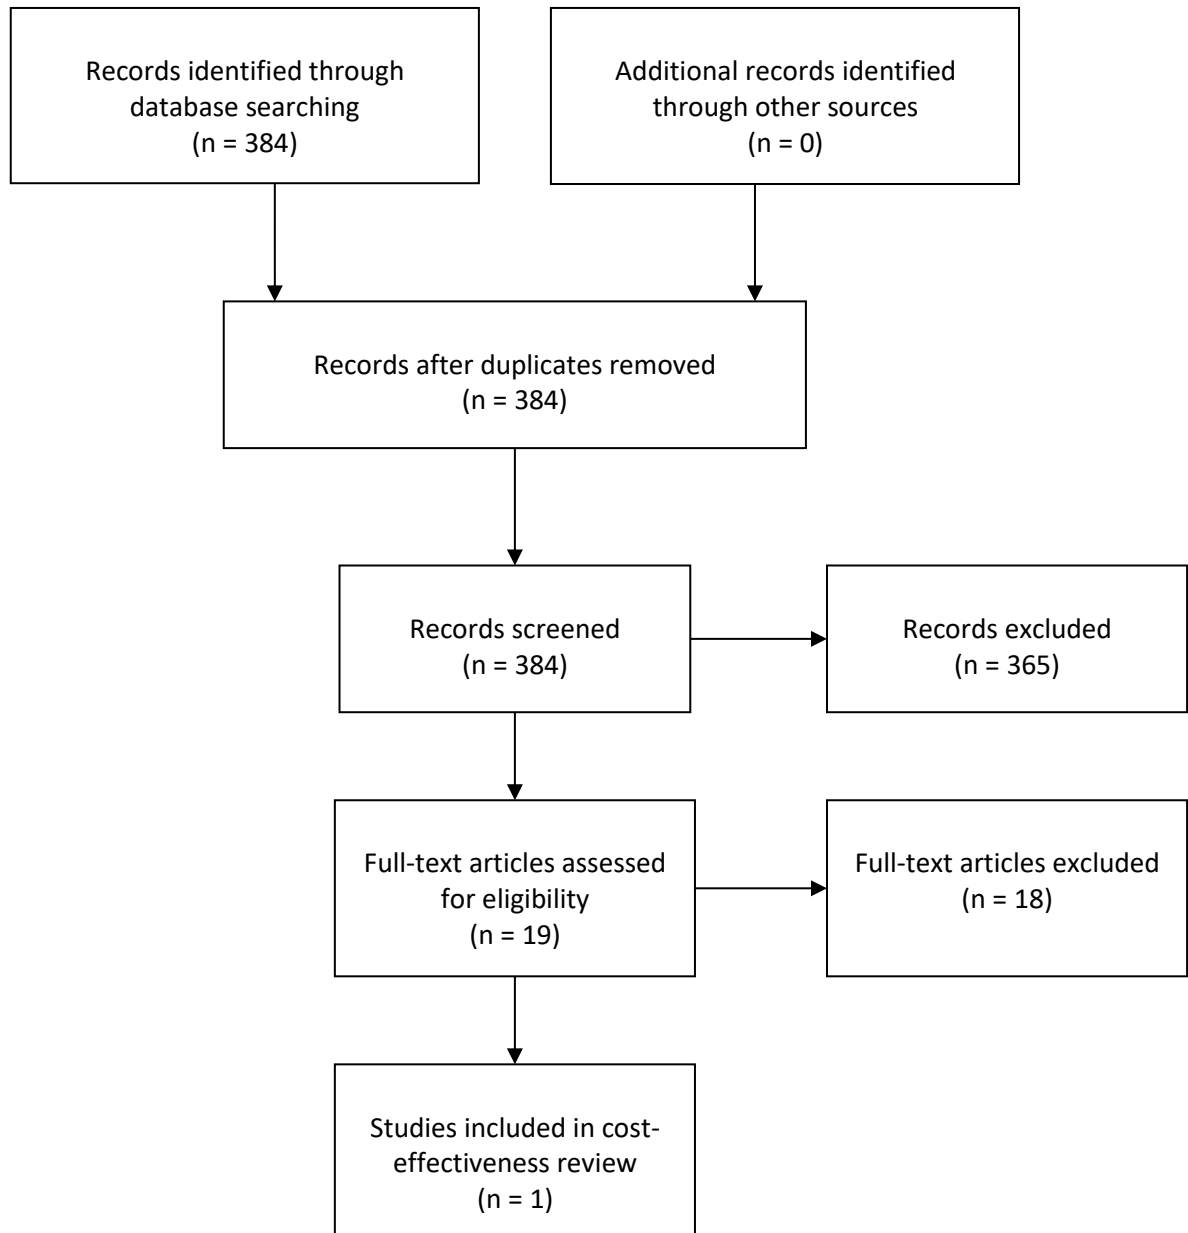 Records identified through
database searching
(n = 384)
Additional records identified
through other sources
(n = 0)
Records after duplicates removed
(n = 384)
Records screened
(n = 384)
Records excluded
(n = 365)
Full-text articles assessed
for eligibility
(n = 19)
Full-text articles excluded
(n = 18)
Studies included in cost-
effectiveness review
(n = 1)